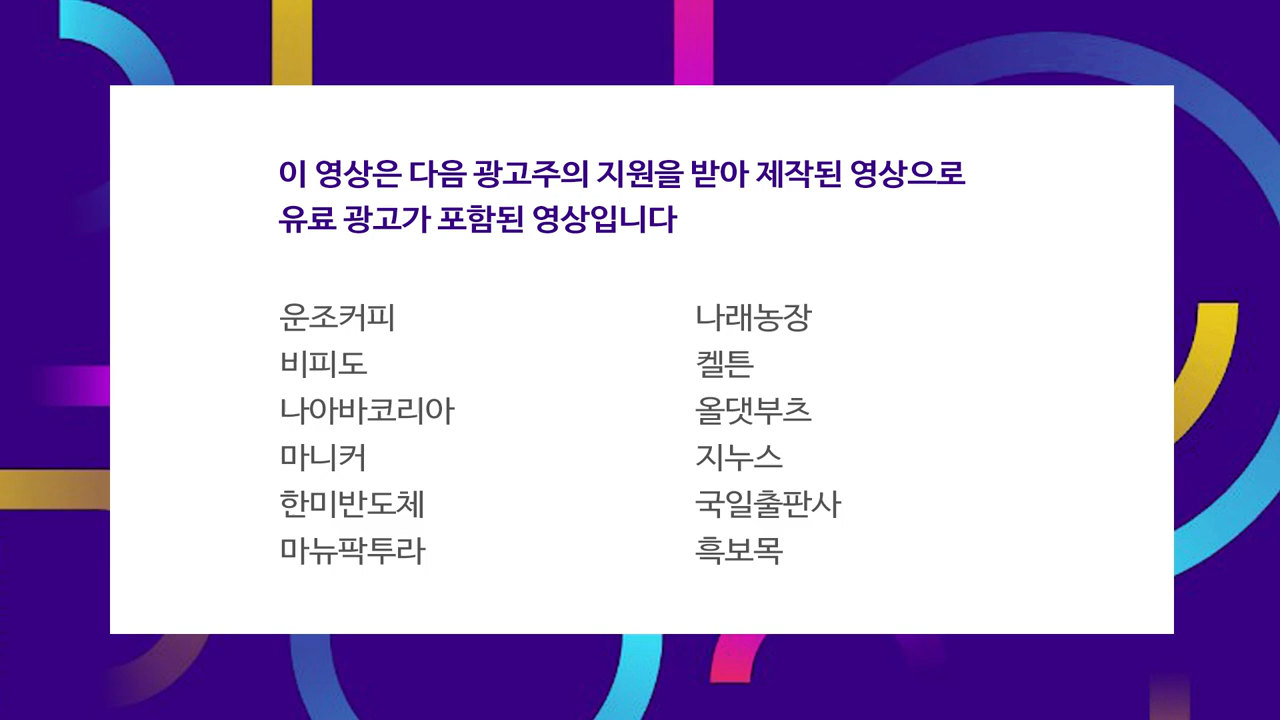 이 영상은 다음 광고주의 지원을 받아 제작된 영상으로
유료 광고가 포함된 영상입니다
운조커피
비피도
나아바코리아
마니커
한미반도체
마뉴팍투라
나래농장
켈튼
올댓부츠
지누스
국일출판사
흑보목